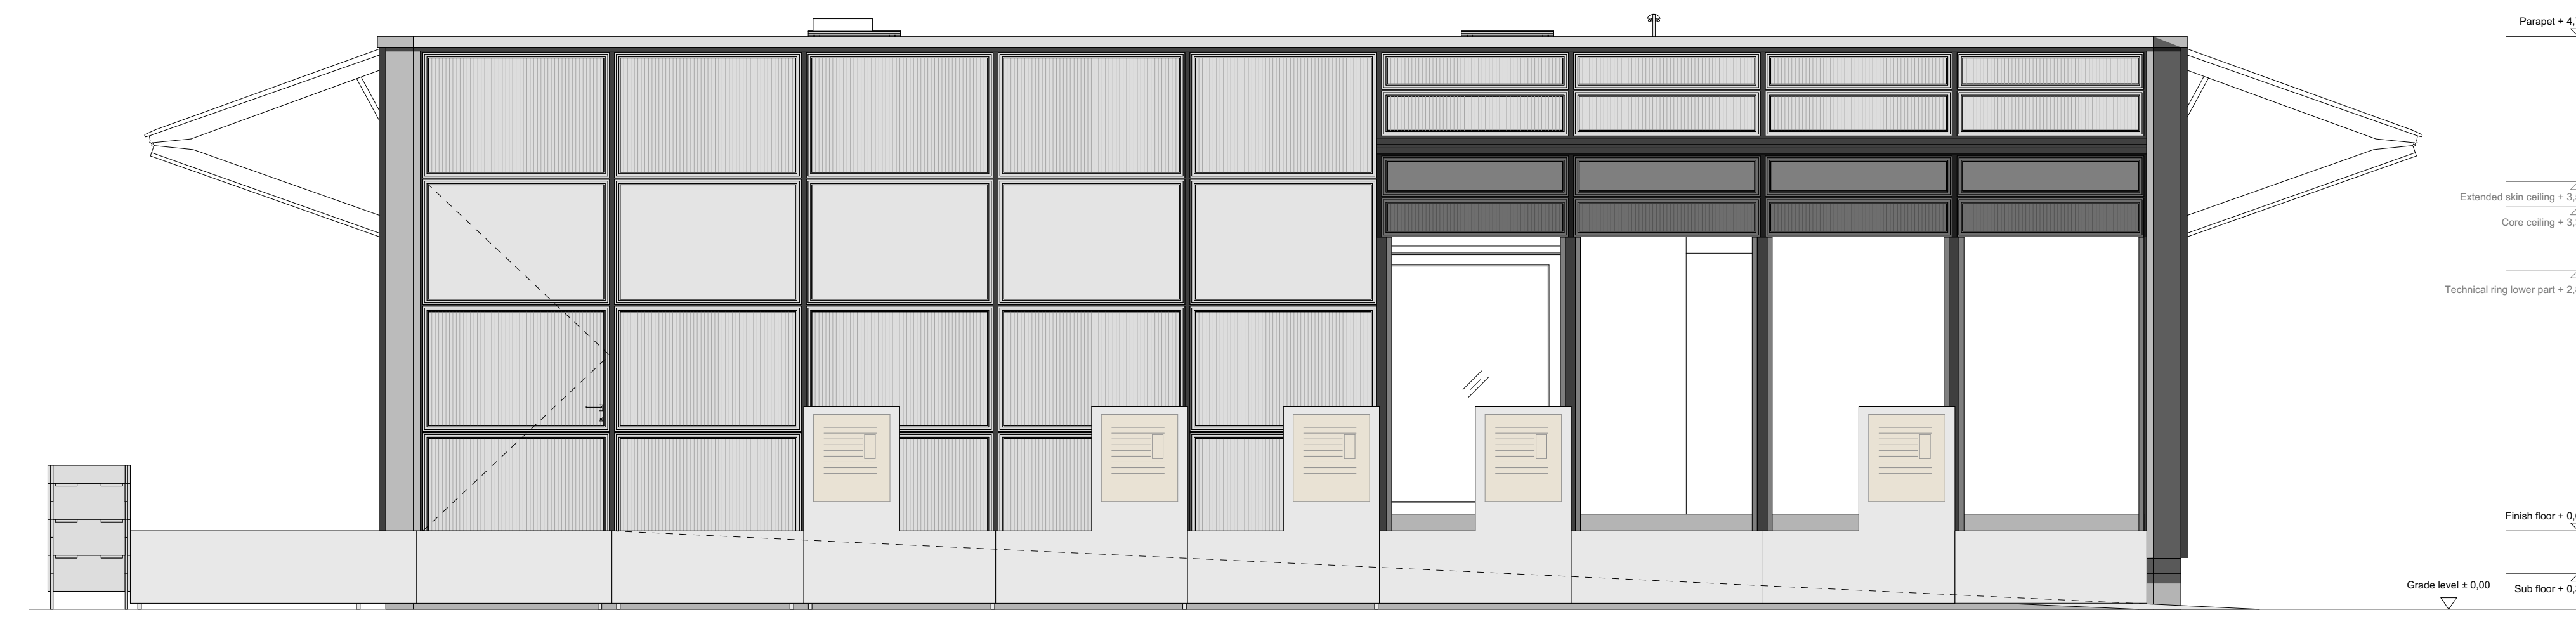 Parapet + 4,
Extended skin ceiling + 3,
Core ceiling + 3,
Technical ring lower part + 2,
Finish floor + 0,
Grade level ± 0,00
Sub floor + 0,